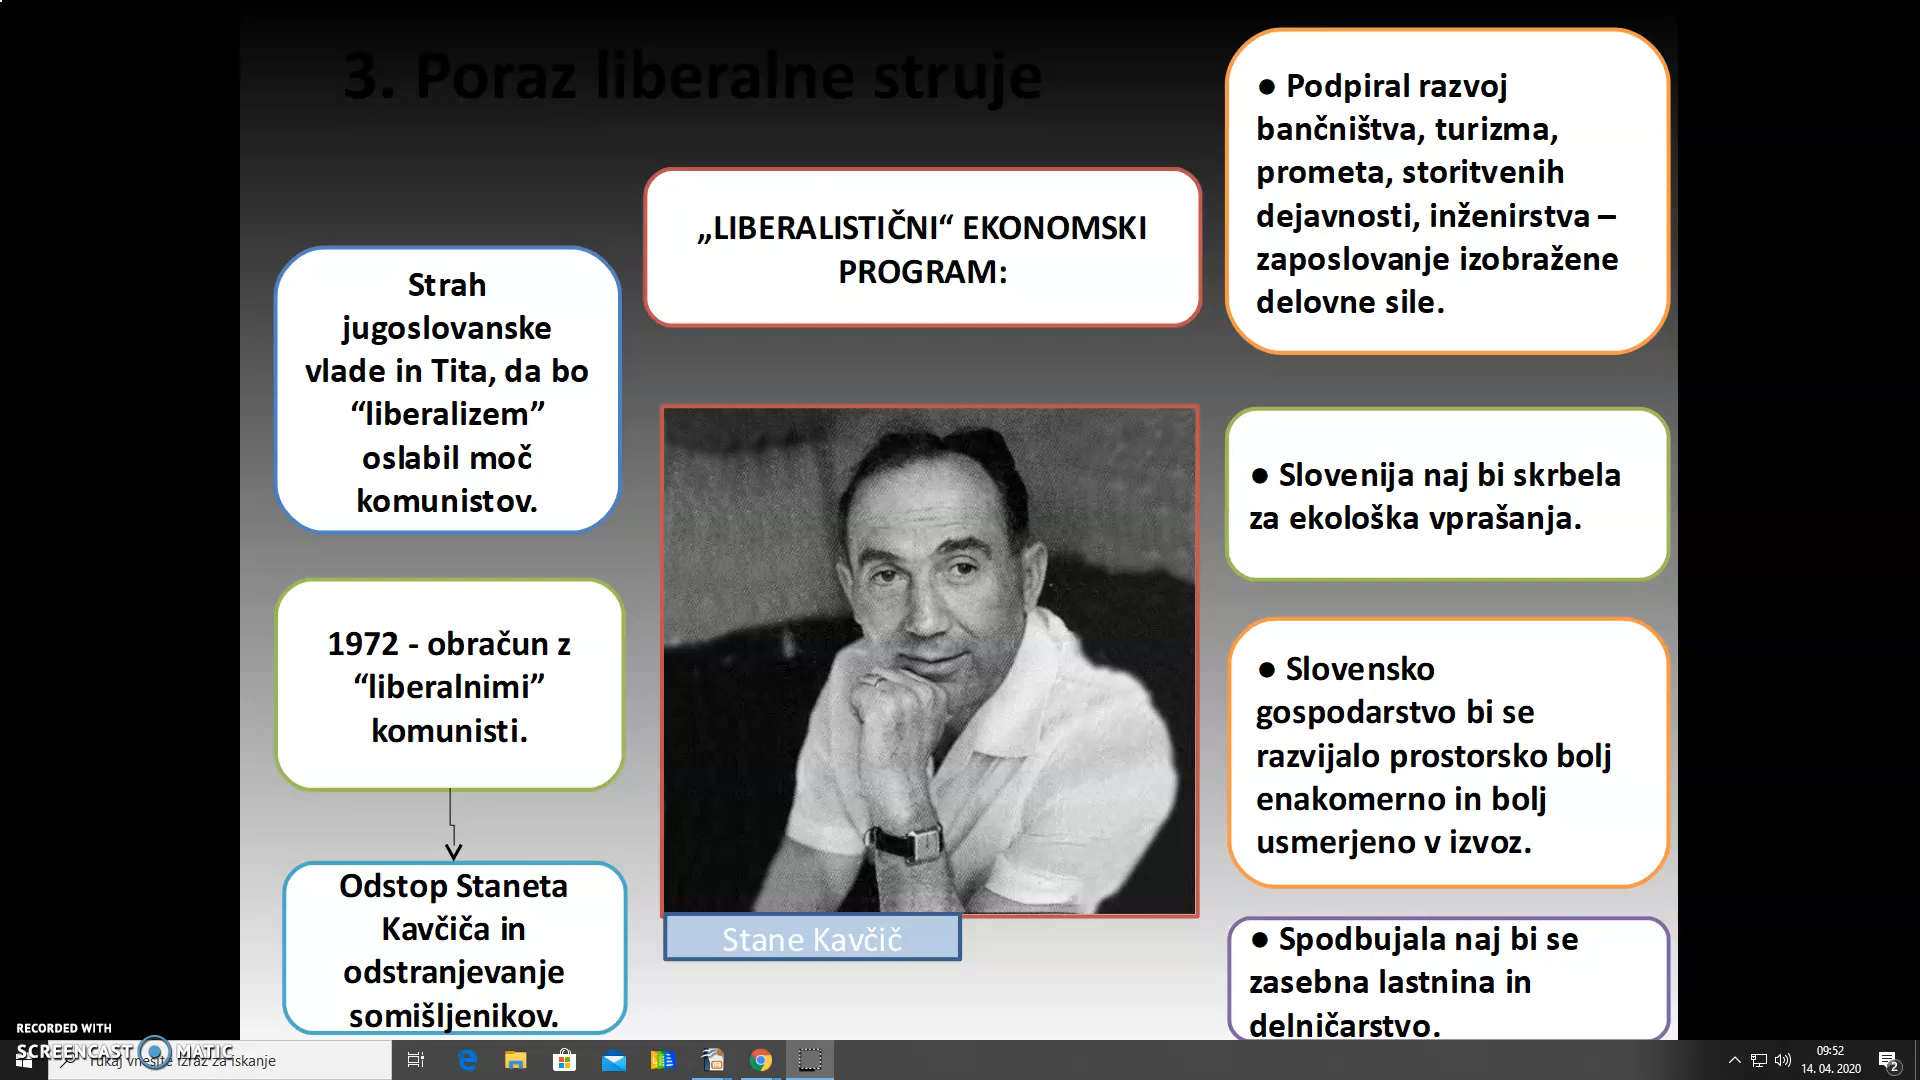 3. Poraz liberalne struje
„LIBERALISTIČNI“ EKONOMSKI
PROGRAM:
Strah
jugoslovanske
vlade in Tita, da bo
“liberalizem”
oslabil moč
komunistov.
1972 - obračun z
“liberalnimi”
komunisti.
Odstop Staneta
Kavčiča in
odstranjevanje
somišljenikov.
Stane Kavčič
● Podpiral razvoj
bančništva, turizma,
prometa, storitvenih
dejavnosti, inženirstva –
zaposlovanje izobražene
delovne sile.
● Slovenija naj bi skrbela
za ekološka vprašanja.
● Slovensko
gospodarstvo bi se
razvijalo prostorsko bolj
enakomerno in bolj
usmerjeno v izvoz.
● Spodbujala naj bi se
zasebna lastnina in
delničarstvo.
RECORDED WITH
SCREENCAST MATIC
Tukaj vnesite izraz za iskanje
09:52
14. 04. 2020
2